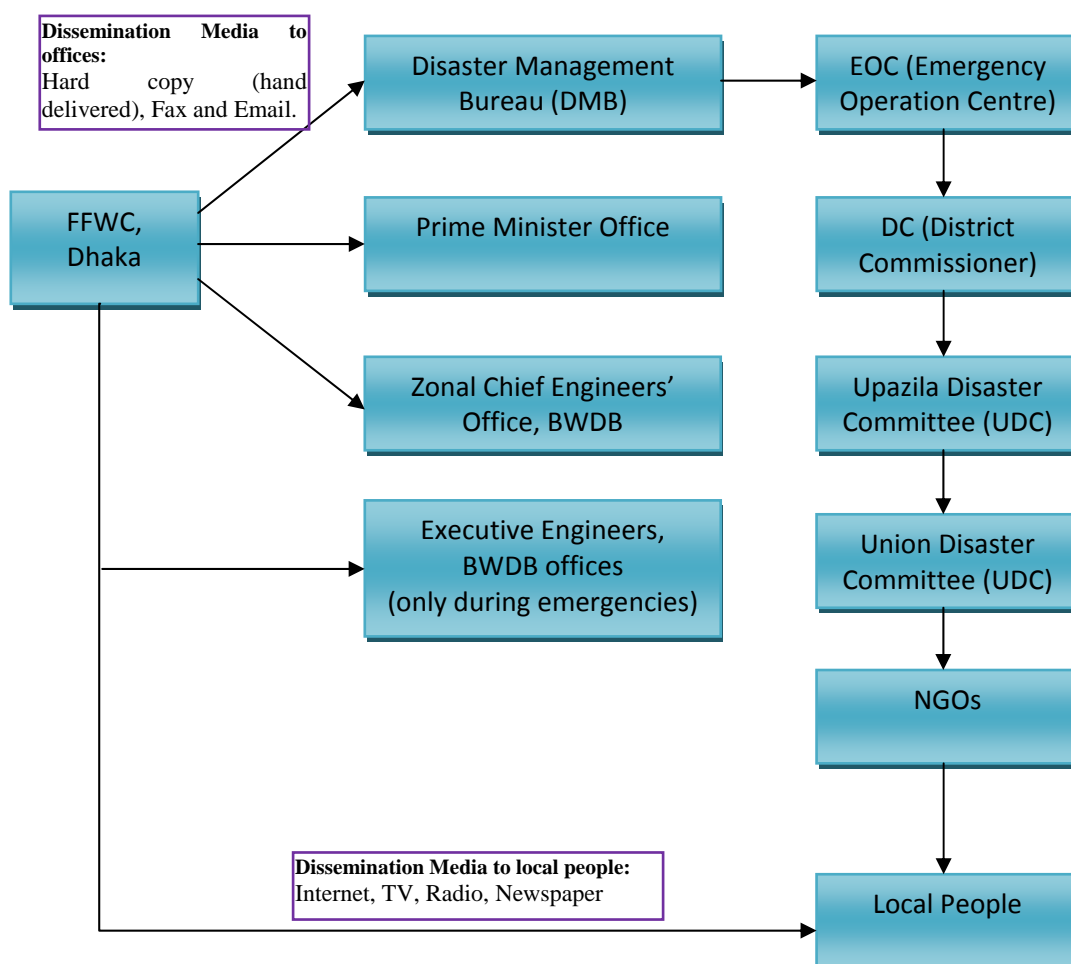 Dissemination Media to
offices:
Hard copy (hand
delivered), Fax and Email.
Disaster Management
Bureau (DMB)
EOC (Emergency
Operation Centre)
FFWC,
Dhaka
Prime Minister Office
DC (District
Commissioner)
Zonal Chief Engineers’
Office, BWDB
Upazila Disaster
Committee (UDC)
Executive Engineers,
BWDB offices
(only during emergencies)
Union Disaster
Committee (UDC)
NGOs
Dissemination Media to local people:
Internet, TV, Radio, Newspaper
Local People